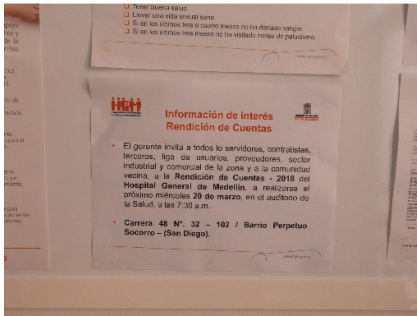 Tener buena salud
Llevar una vida sexual sana.
Si en los últimos tres o cuatro meses no ha donado sangre.
Si en los últimos tres meses no ha visitado zonas de paludismo.
HGM
Información de interés
Rendición de Cuentas
• El gerente invita a todos lo servidores, contratistas,
terceros, liga de usuarios, proveedores, sector
industrial y comercial de la zona y a la comunidad
vecina, a la Rendición de Cuentas - 2018 del
Hospital General de Medellín, a realizarse el
próximo miércoles 20 de marzo, en el auditorio de
la Salud, a las 7:30 a.m.
• Carrera 48 N°. 32 – 102 / Barrio Perpetuo
Socorro – (San Diego).